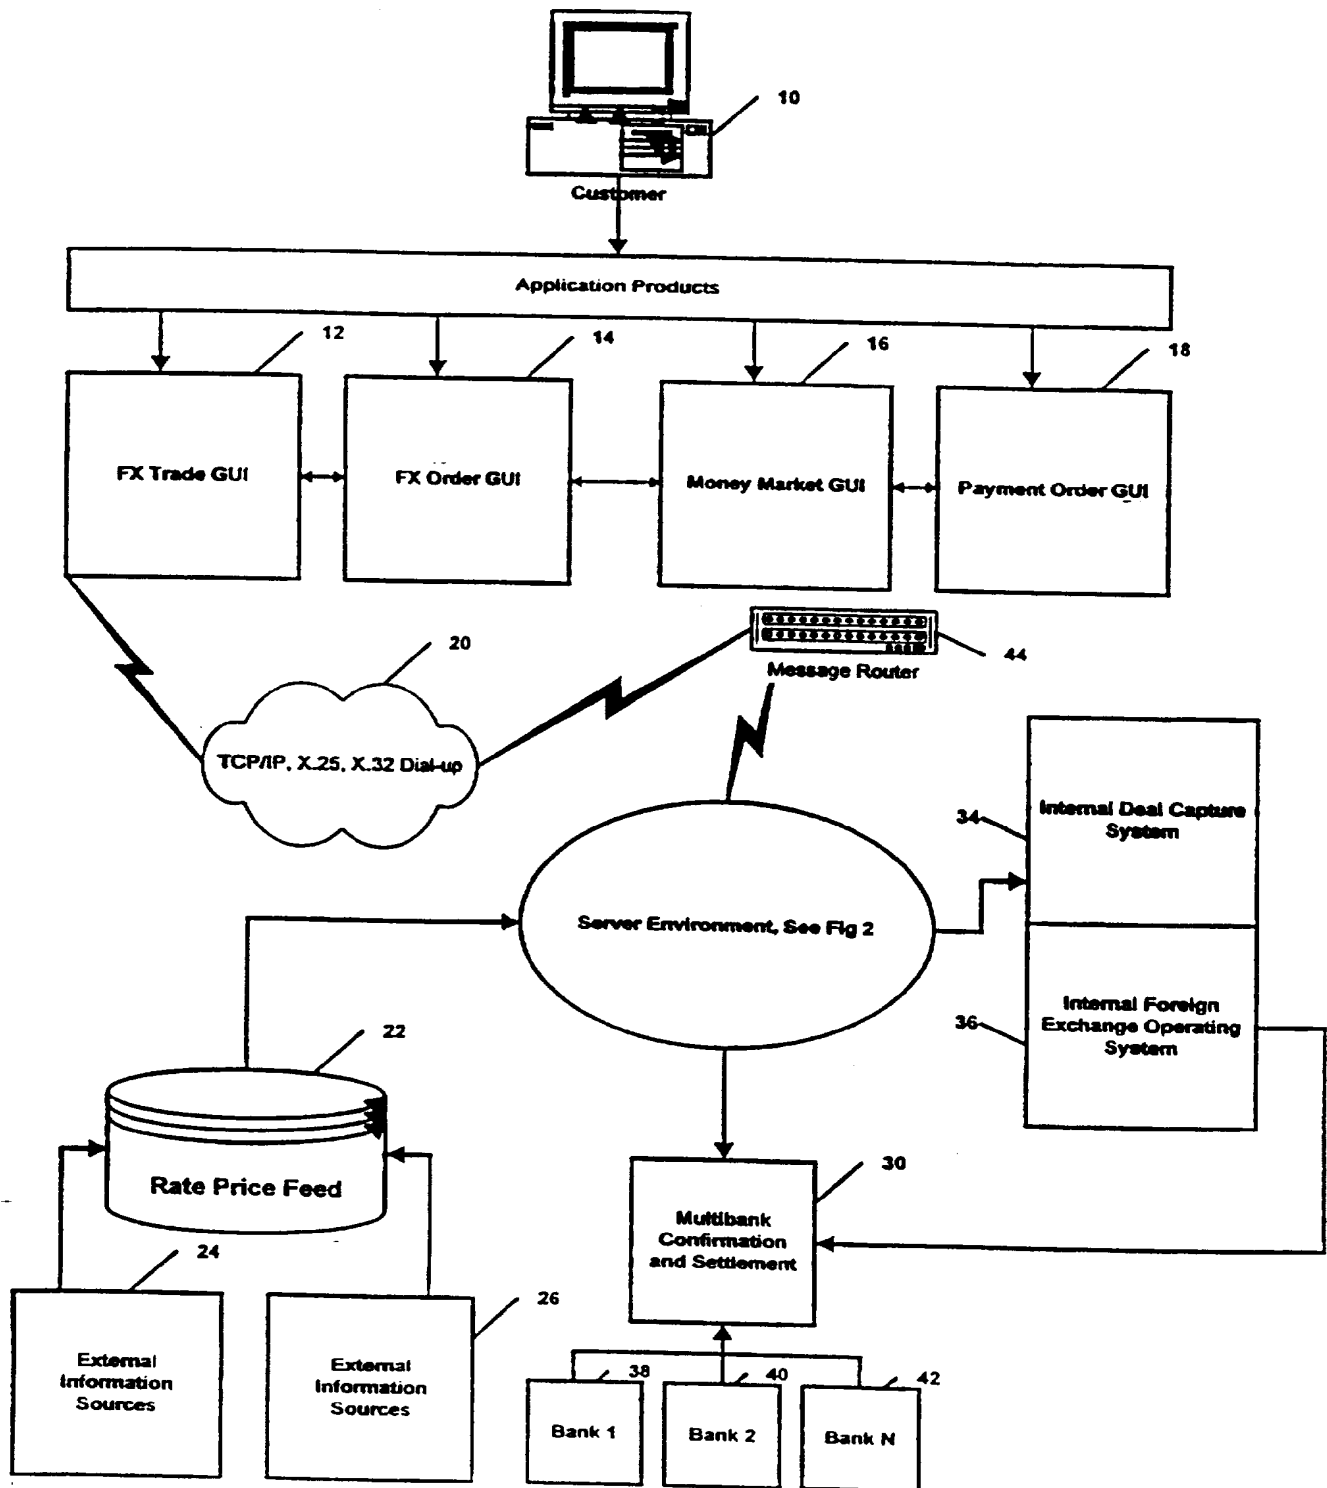 10
Customer
Application Products
12
14
16
18
FX Trade GUI
FX Order GUI
Money Market GUI
Payment Order GUI
20
44
Message Router
TCP/IP, X.25, X.32 Dial-up
34
Internal Deal Capture
System
Server Environment, See Fig 2
36
Internal Foreign
Exchange Operating
System
22
Rate Price Feed
30
Multibank
Confirmation
and Settlement
24
26
External
Information
Sources
External
Information
Sources
38
40
42
Bank 1
Bank 2
Bank N